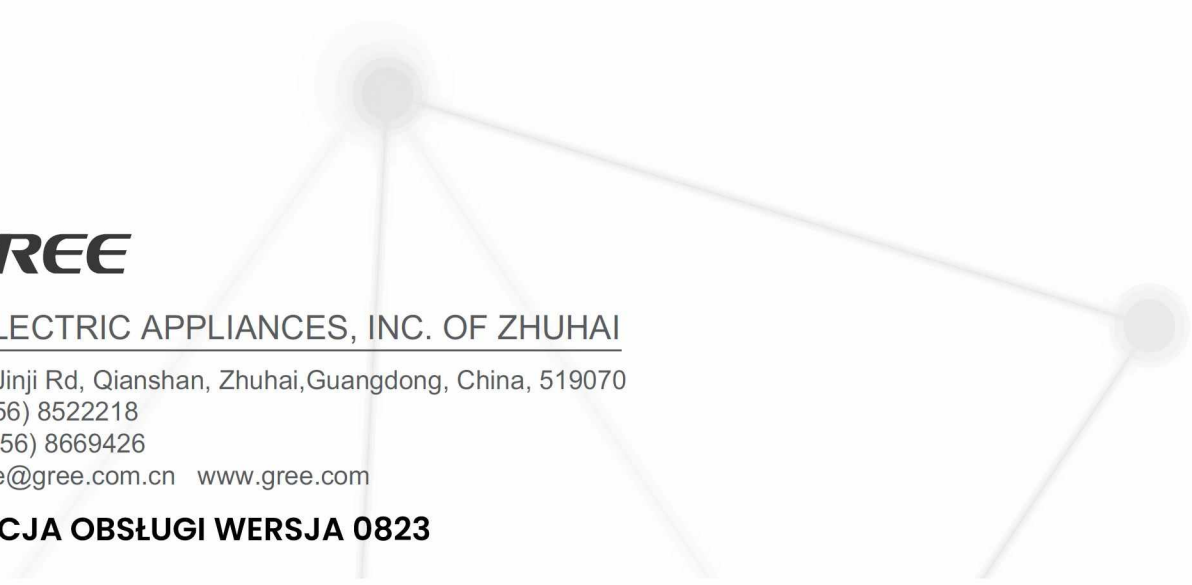 REE
LECTRIC APPLIANCES, INC. OF ZHUHAI
Jinji Rd, Qianshan, Zhuhai,Guangdong, China, 519070
56) 8522218
56) 8669426
e@gree.com.cn www.gree.com
CJA OBSŁUGI WERSJA 0823